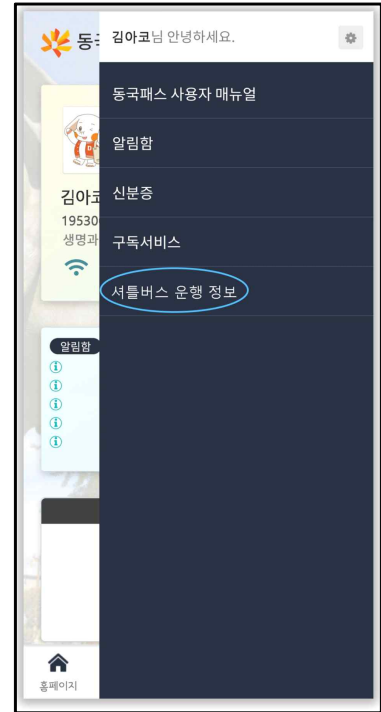 동국
김아코님 안녕하세요.
동국패스 사용자 매뉴얼
알림함
신분증
구독서비스
셔틀버스 운행 정보
김아코
19530
생명과
알림함
홈페이지